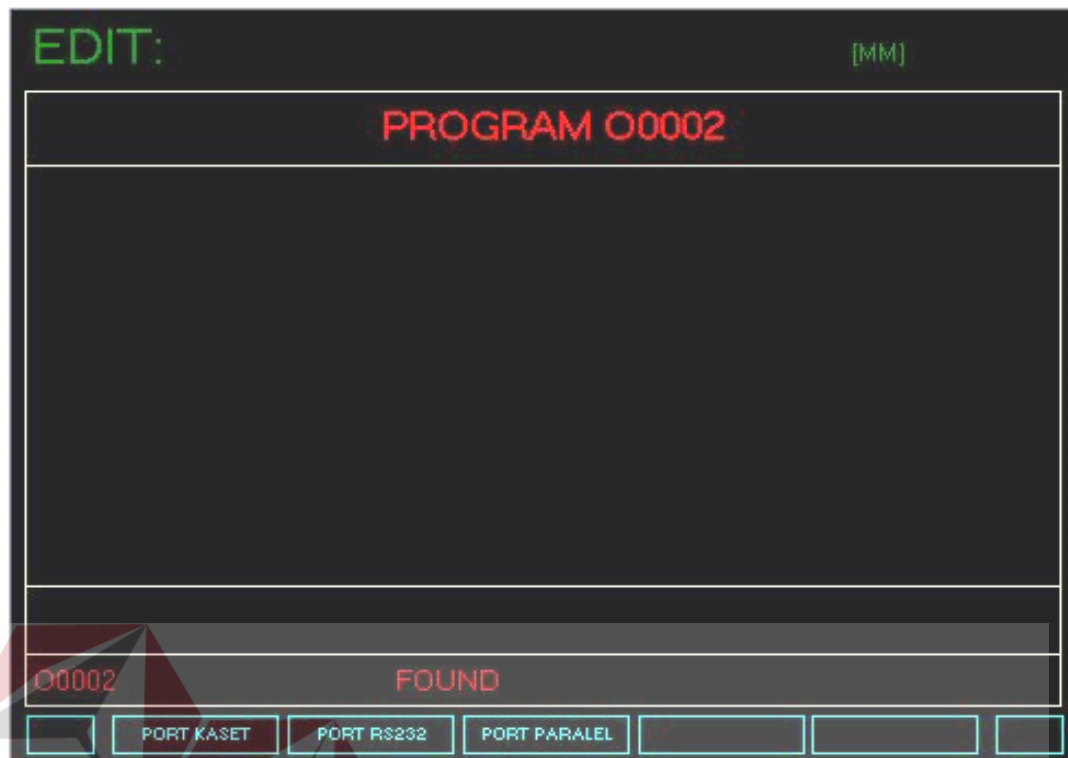 EDIT:
[MM]
PROGRAM O0002
O0002 FOUND
PORT KASET PORT RS232 PORT PARALEL